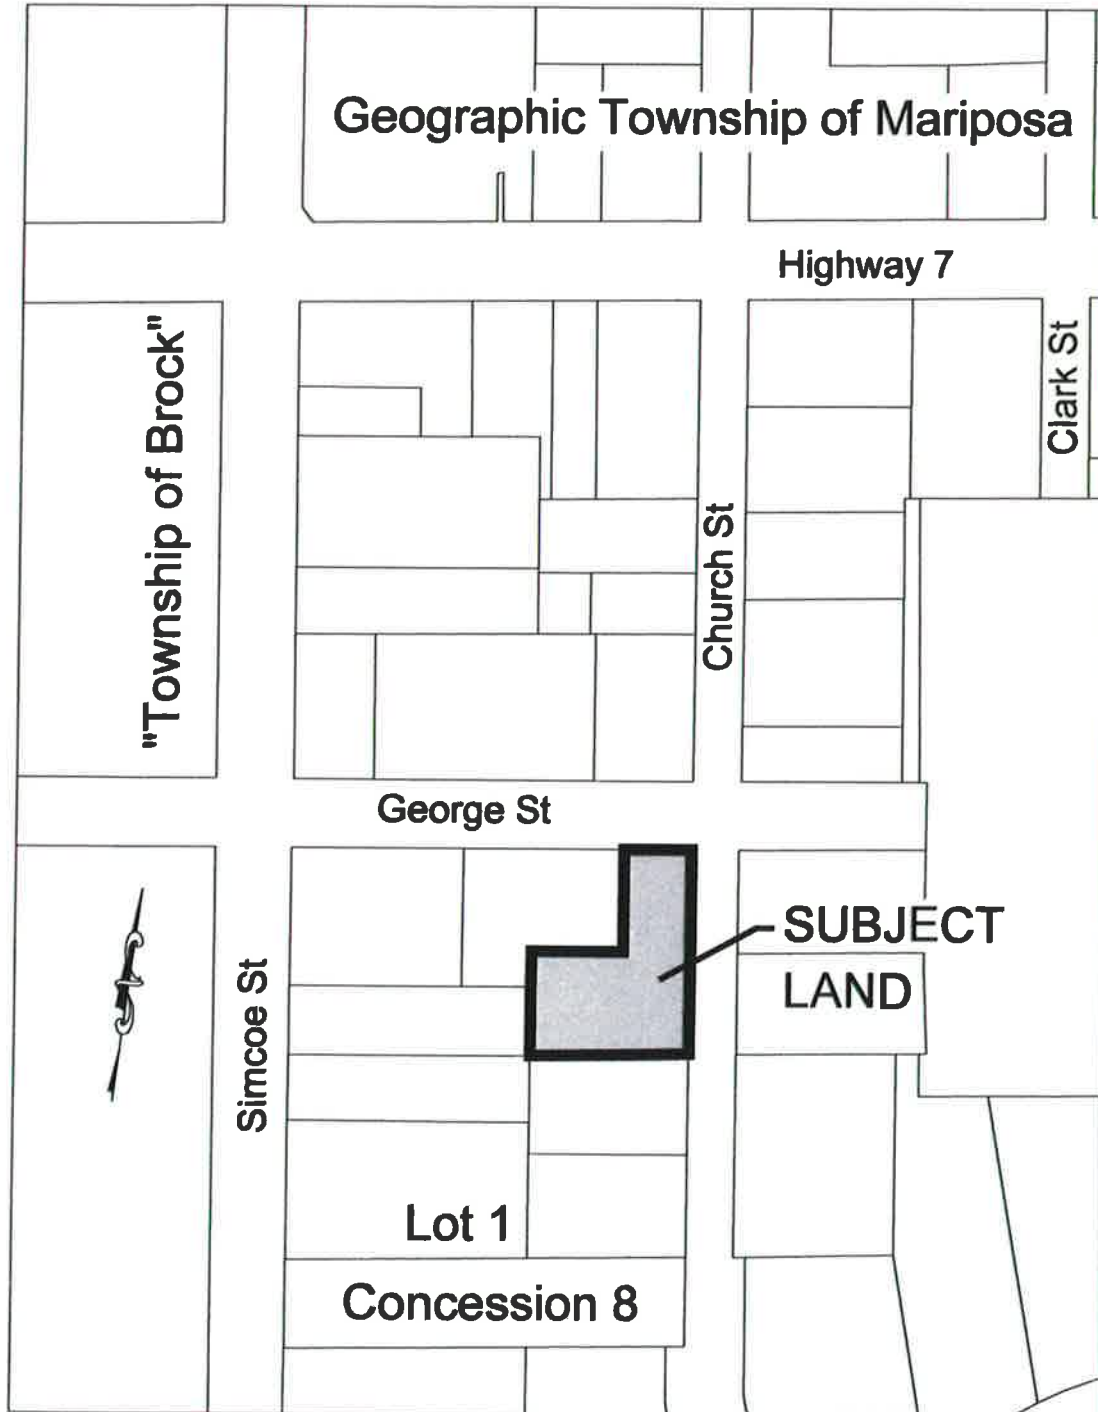 Geographic Township of Mariposa
Highway 7
"Township of Brock"
Clark St
Church St
George St
SUBJECT
LAND
Simcoe St
Lot 1
Concession 8